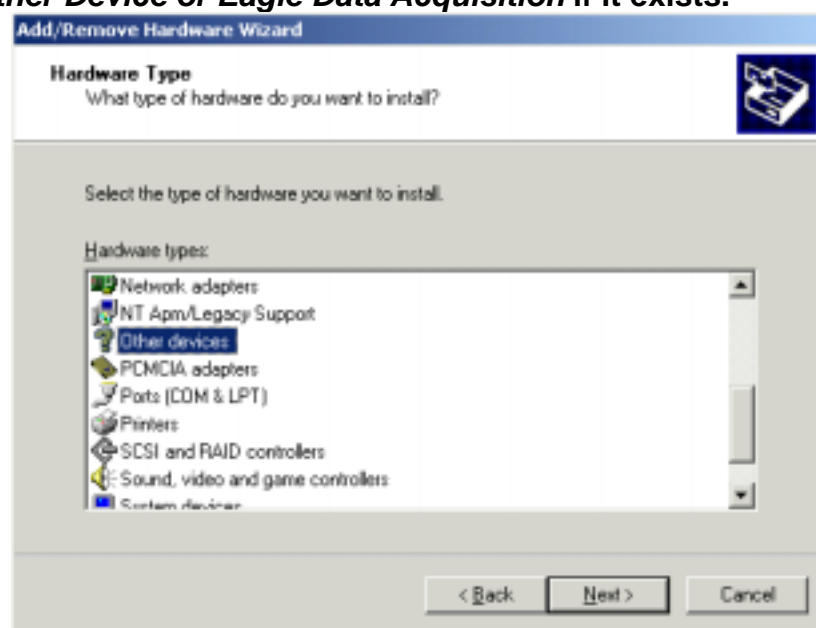 her Device or Eagle Data Acquisition if it exists.
Add/Remove Hardware Wizard
Hardware Type
What type of hardware do you want to install?
Select the type of hardware you want to install.
Hardware types:
Network adapters
NT Apm/Legacy Support
Other devices
PCMCIA adapters
Ports (COM & LPT)
Printers
SCSI and RAID controllers
Sound, video and game controllers
System devices
< Back
Next >
Cancel